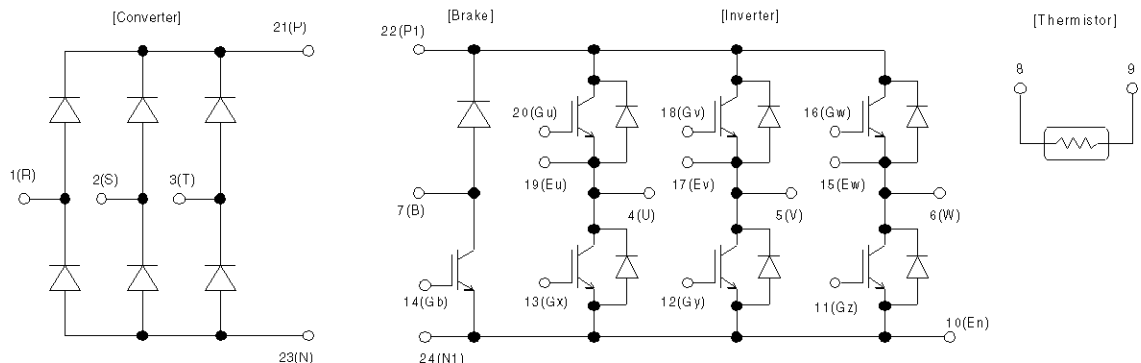 [Converter]
[Brake]
[Inverter]
[Thermistor]
21(P)
22(P1)
8
9
20(Gu)
18(Gv)
16(Gw)
1(R)
2(S)
3(T)
19(Eu)
17(Ev)
15(Ew)
7(B)
4(U)
5(V)
6(W)
14(Gb)
13(Gx)
12(Gy)
11(Gz)
10(En)
23(N)
24(N1)